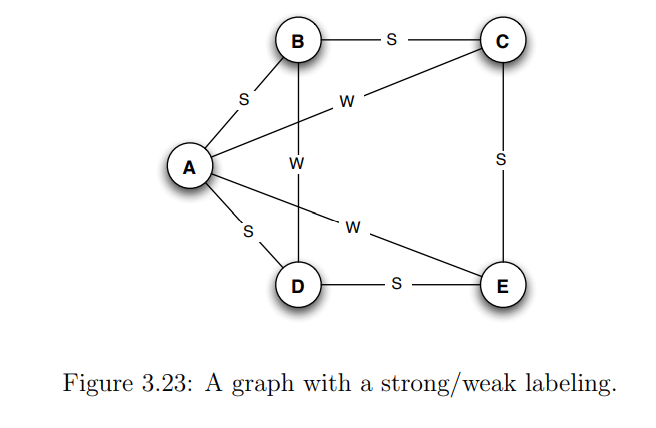 B S C
S
W
A W S
W
S
D S E
Figure 3.23: A graph with a strong/weak labeling.